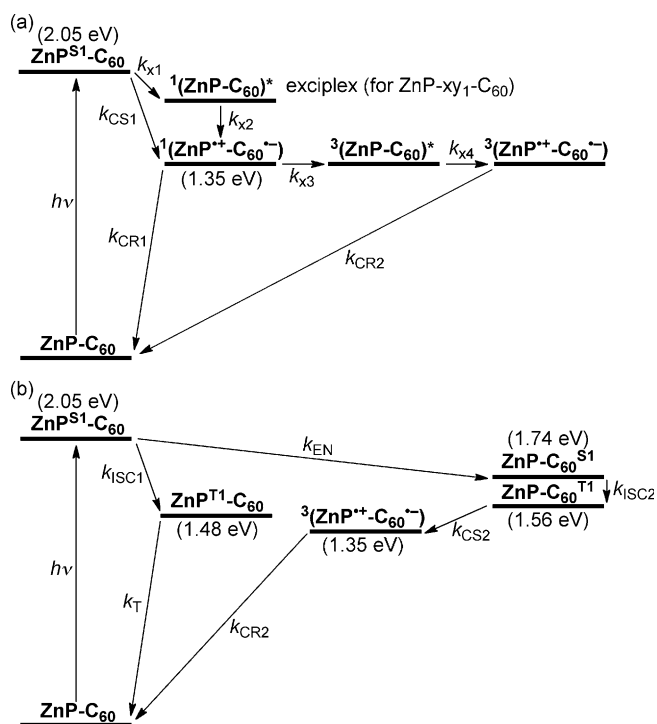 (a)
(2.05 eV)
ZnP^S1-C60
kx1
1(ZnP-C60)* exciplex (for ZnP-xy1-C60)
kCS1
kx2
1(ZnP•+-C60•−)
kx3
3(ZnP-C60)*
kx4
3(ZnP•+-C60•−)
(1.35 eV)
hν
kCR1
kCR2
ZnP-C60
(b)
(2.05 eV)
ZnP^S1-C60
kEN
(1.74 eV)
ZnP-C60^S1
kISC1
kISC2
ZnP^T1-C60
3(ZnP•+-C60•−)
ZnP-C60^T1
(1.48 eV)
(1.35 eV)
kCS2
(1.56 eV)
hν
kT
kCR2
ZnP-C60